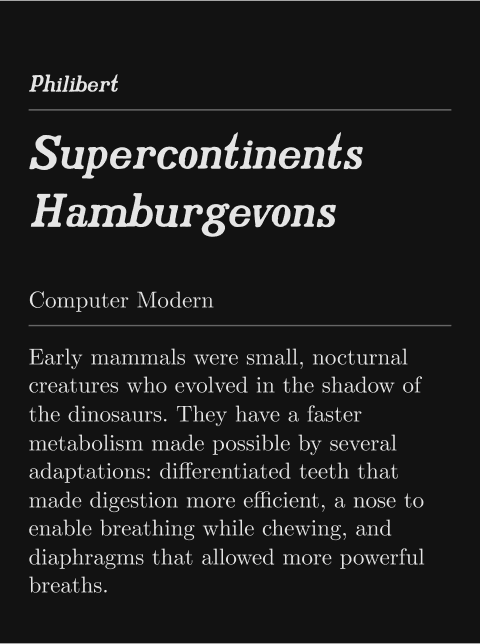 Philibert
Supercontinents
Hamburgevons
Computer Modern
Early mammals were small, nocturnal
creatures who evolved in the shadow of
the dinosaurs. They have a faster
metabolism made possible by several
adaptations: differentiated teeth that
made digestion more efficient, a nose to
enable breathing while chewing, and
diaphragms that allowed more powerful
breaths.